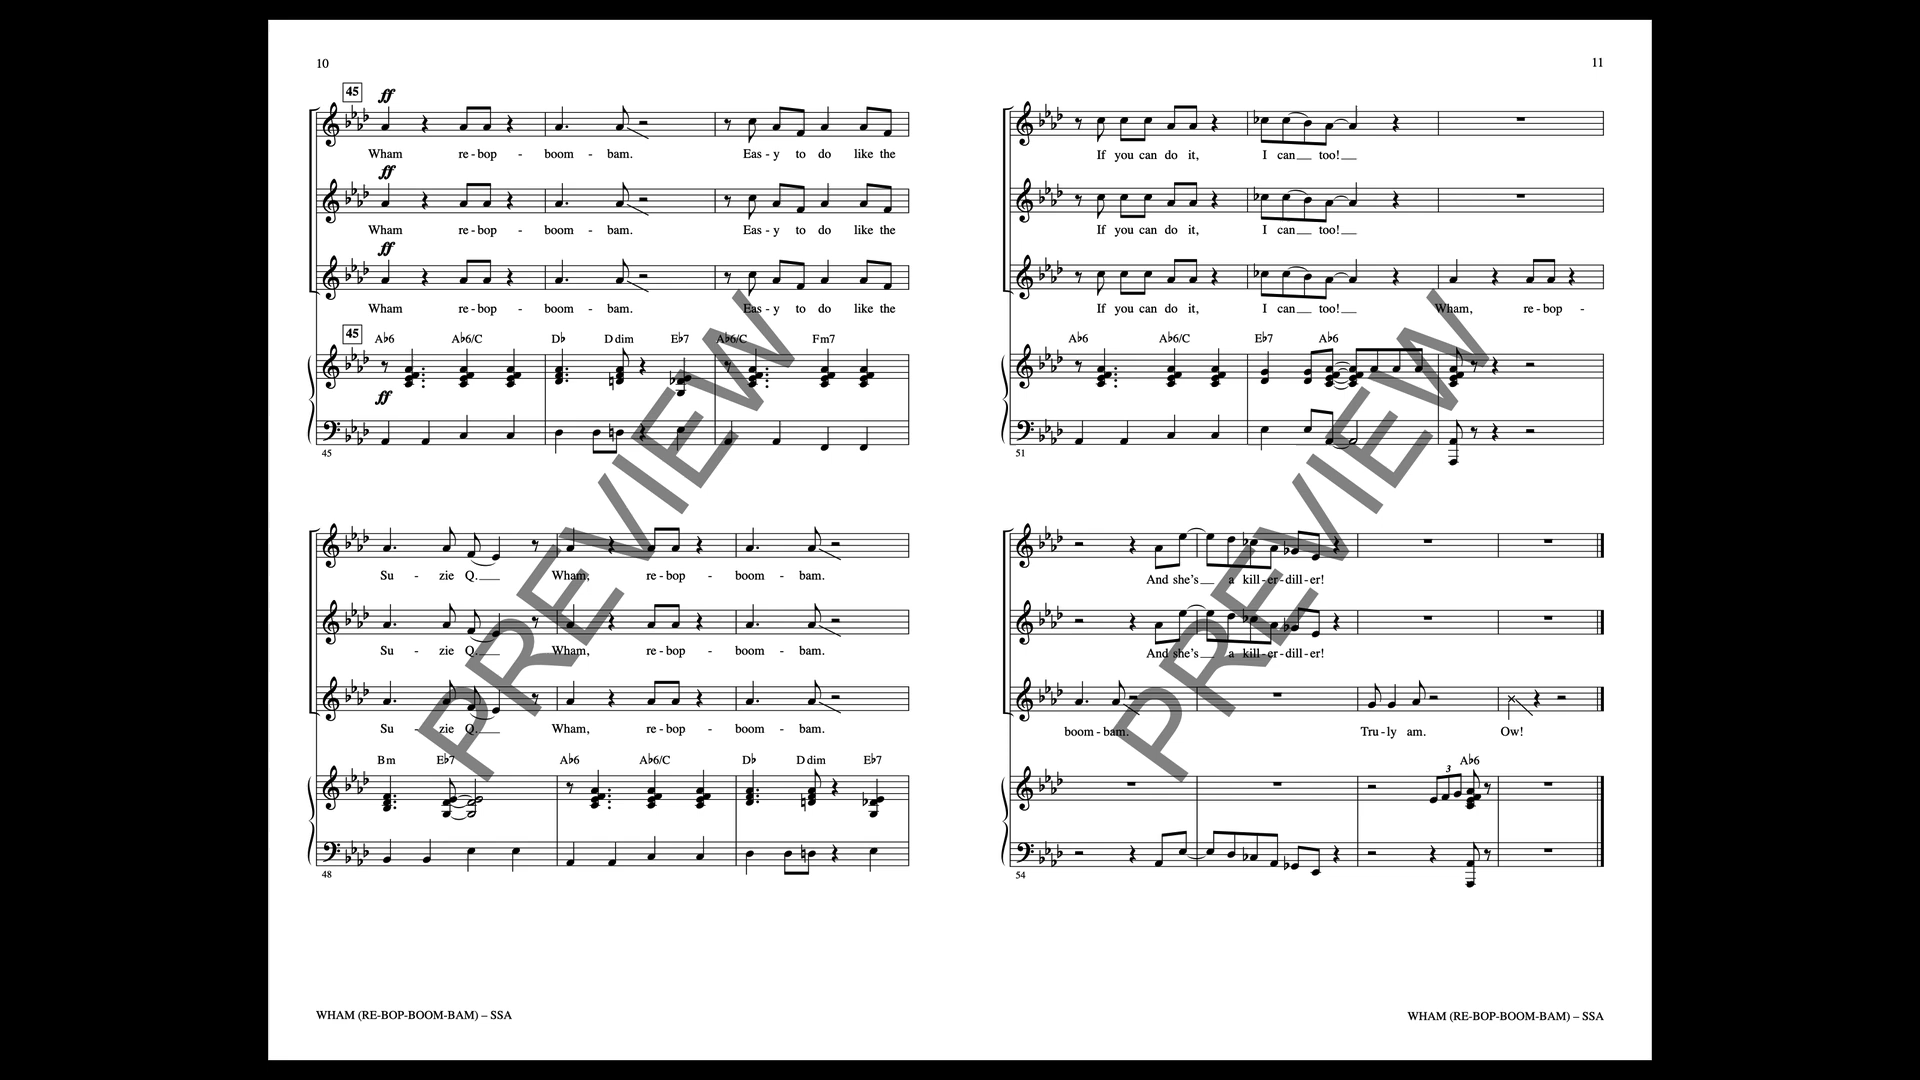 10
45
ff
Wham re - bop - boom - bam. Eas - y to do like the
ff
Wham re - bop - boom - bam. Eas - y to do like the
ff
Wham re - bop - boom - bam. Eas - y to do like the
45 A♭6 A♭6/C D♭ D dim E♭7 A♭6/C Fm7
ff
45
Su - zie Q. Wham, re - bop - boom - bam.
Su - zie Q. Wham, re - bop - boom - bam.
Su - zie Q. Wham, re - bop - boom - bam.
Bm E♭7 A♭6 A♭6/C D♭ D dim E♭7
48
PREVIEW
WHAM (RE-BOP-BOOM-BAM) – SSA
11
If you can do it, I can too!
If you can do it, I can too!
If you can do it, I can too! Wham, re - bop -
A♭6 A♭6/C E♭7 A♭6
51
And she's a kill - er - dill - er!
And she's a kill - er - dill - er!
boom - bam. Tru - ly am. Ow!
A♭6
3
54
PREVIEW
WHAM (RE-BOP-BOOM-BAM) – SSA